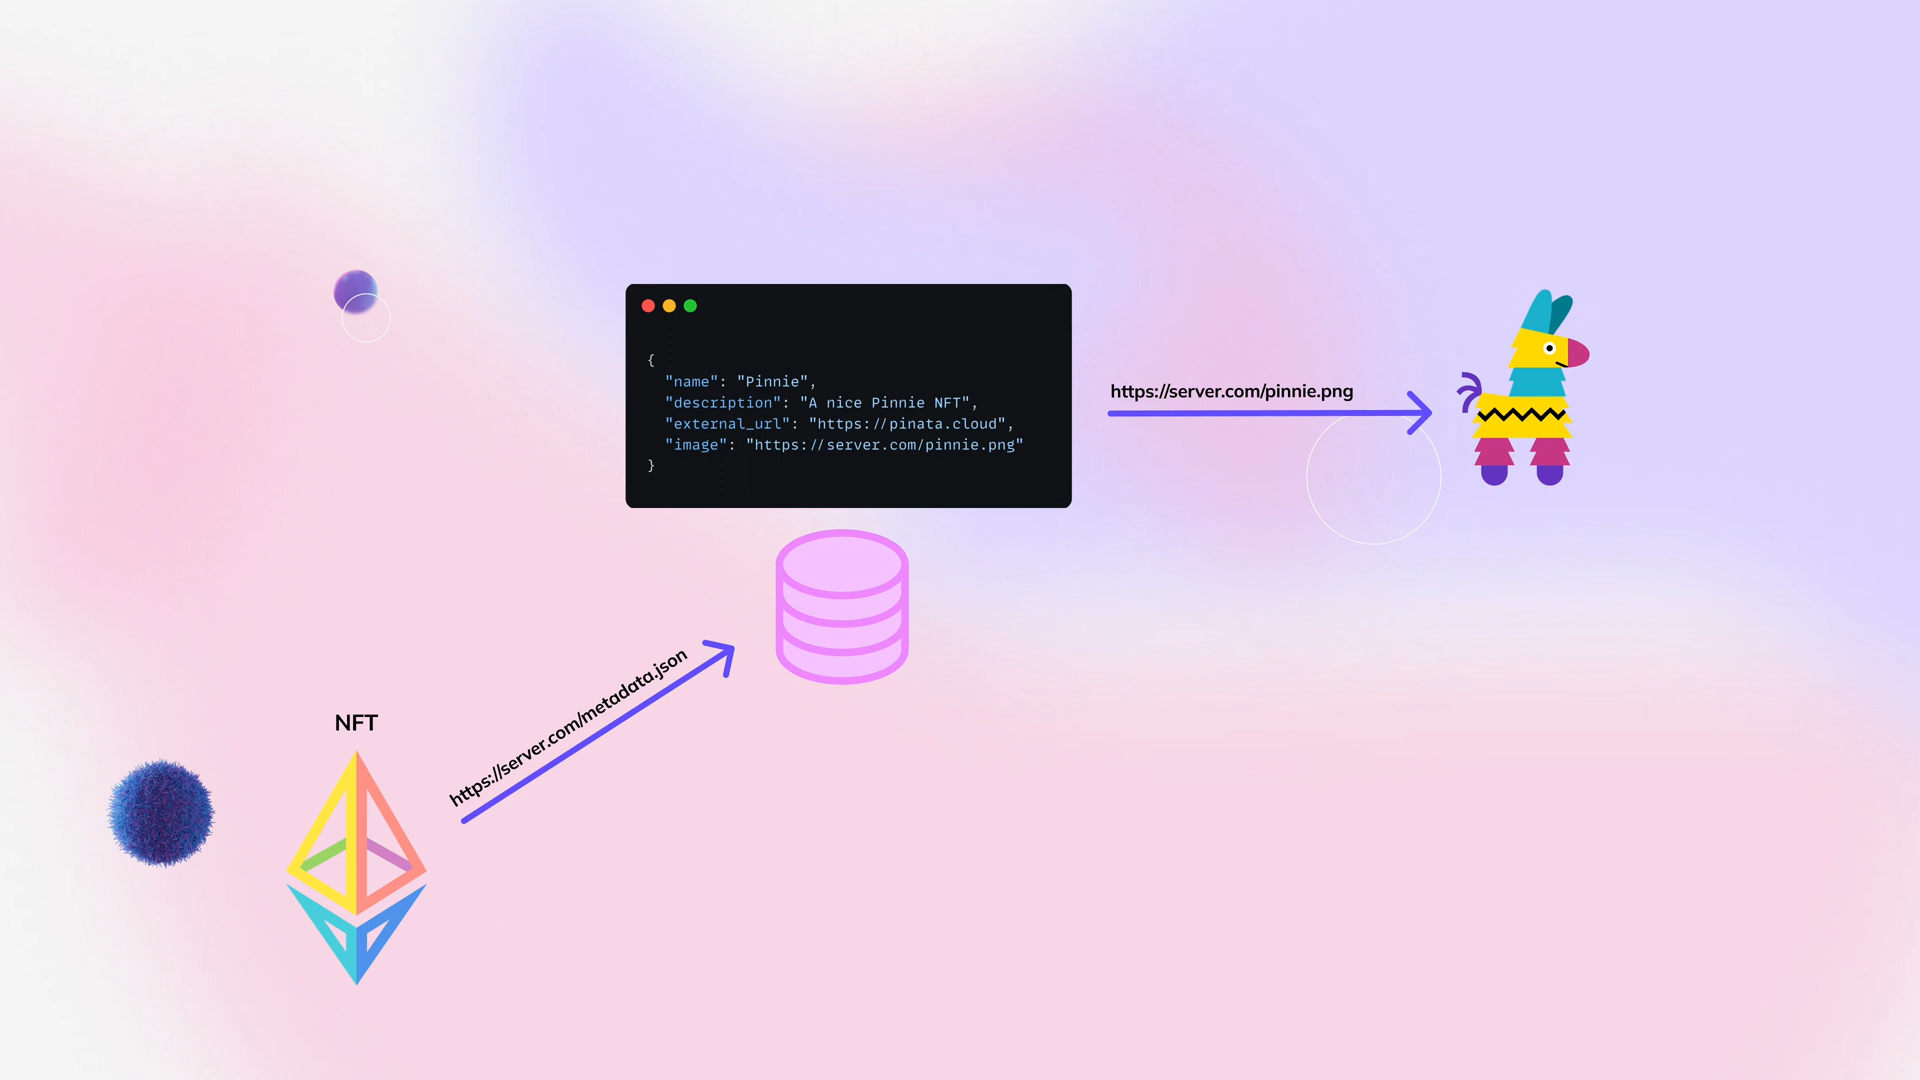 {
"name": "Pinnie",
"description": "A nice Pinnie NFT",
"external_url": "https://pinata.cloud",
"image": "https://server.com/pinnie.png"
}
https://server.com/pinnie.png
https://server.com/metadata.json
NFT